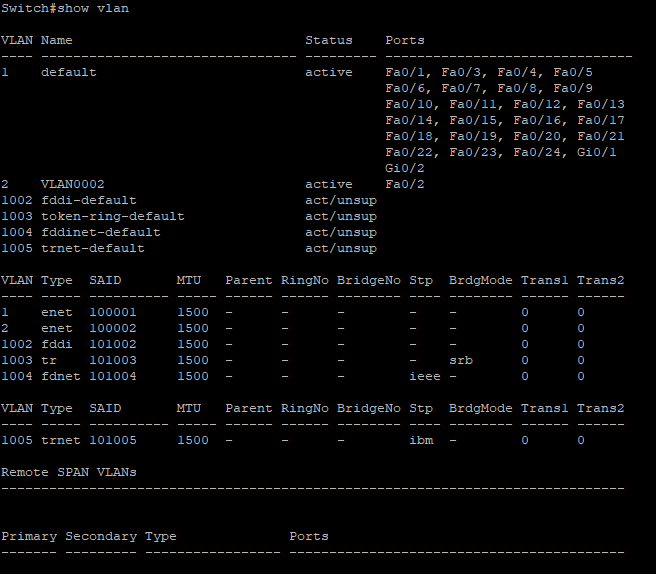 Switch#show vlan

VLAN Name                             Status    Ports
---- -------------------------------- --------- -------------------------------
1    default                          active    Fa0/1, Fa0/3, Fa0/4, Fa0/5
                                                Fa0/6, Fa0/7, Fa0/8, Fa0/9
                                                Fa0/10, Fa0/11, Fa0/12, Fa0/13
                                                Fa0/14, Fa0/15, Fa0/16, Fa0/17
                                                Fa0/18, Fa0/19, Fa0/20, Fa0/21
                                                Fa0/22, Fa0/23, Fa0/24, Gi0/1
                                                Gi0/2
2    VLAN0002                         active    Fa0/2
1002 fddi-default                     act/unsup
1003 token-ring-default               act/unsup
1004 fddinet-default                  act/unsup
1005 trnet-default                    act/unsup

VLAN Type  SAID       MTU   Parent RingNo BridgeNo Stp  BrdgMode Trans1 Trans2
---- ----- ---------- ----- ------ ------ -------- ---- -------- ------ ------
1    enet  100001     1500  -      -      -        -    -        0      0
2    enet  100002     1500  -      -      -        -    -        0      0
1002 fddi  101002     1500  -      -      -        -    -        0      0
1003 tr    101003     1500  -      -      -        -    srb      0      0
1004 fdnet 101004     1500  -      -      -        ieee -        0      0

VLAN Type  SAID       MTU   Parent RingNo BridgeNo Stp  BrdgMode Trans1 Trans2
---- ----- ---------- ----- ------ ------ -------- ---- -------- ------ ------
1005 trnet 101005     1500  -      -      -        ibm  -        0      0

Remote SPAN VLANs
------------------------------------------------------------------------------


Primary Secondary Type              Ports
------- --------- ----------------- ------------------------------------------